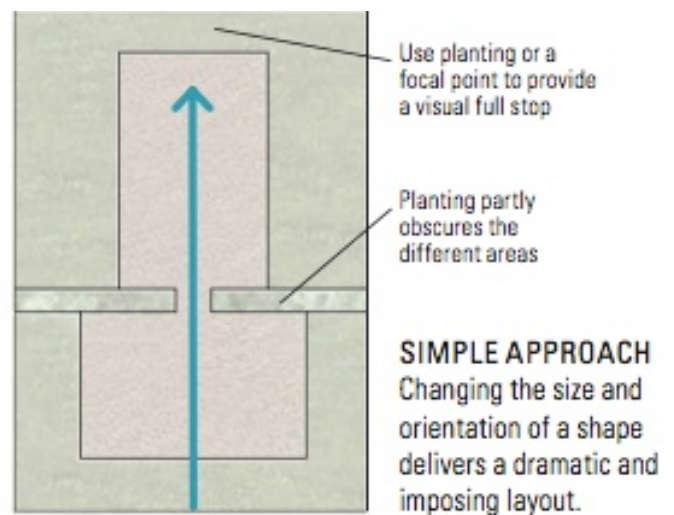 Use planting or a
focal point to provide
a visual full stop
Planting partly
obscures the
different areas
SIMPLE APPROACH
Changing the size and
orientation of a shape
delivers a dramatic and
imposing layout.